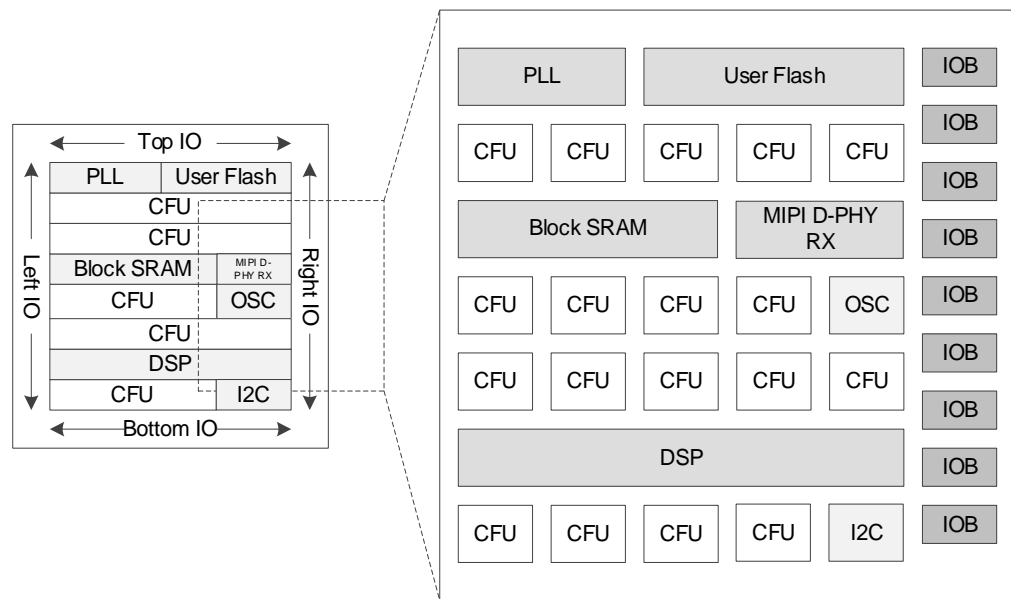 Top IO
PLL
User Flash
CFU
CFU
Block SRAM
MIPI D-
PHY RX
CFU
OSC
CFU
DSP
CFU
I2C
Bottom IO
Left IO
Right IO
PLL
User Flash
IOB
CFU
CFU
CFU
CFU
CFU
IOB
IOB
Block SRAM
MIPI D-PHY
RX
IOB
CFU
CFU
CFU
CFU
OSC
IOB
CFU
CFU
CFU
CFU
CFU
IOB
IOB
DSP
IOB
CFU
CFU
CFU
CFU
I2C
IOB